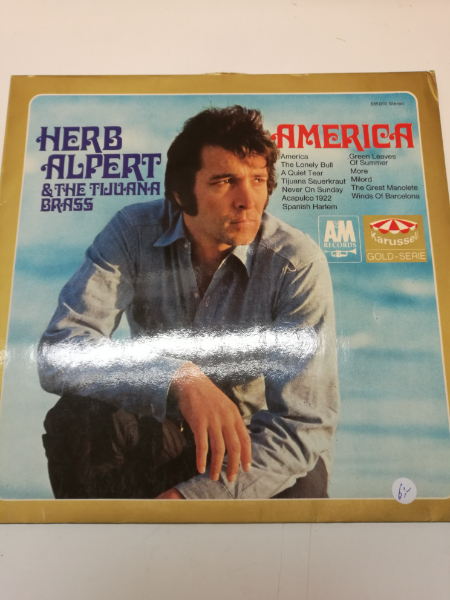 HERB
ALPERT
& THE TIJUANA
BRASS
AMERICA
America
The Lonely Bull
A Quiet Tear
Tijuana Sauerkraut
Never On Sunday
Acapulco 1922
Spanish Harlem
Green Leaves
Of Summer
More
Milord
The Great Manolete
Winds Of Barcelona
A&M
RECORDS
Karussell
GOLD-SERIE